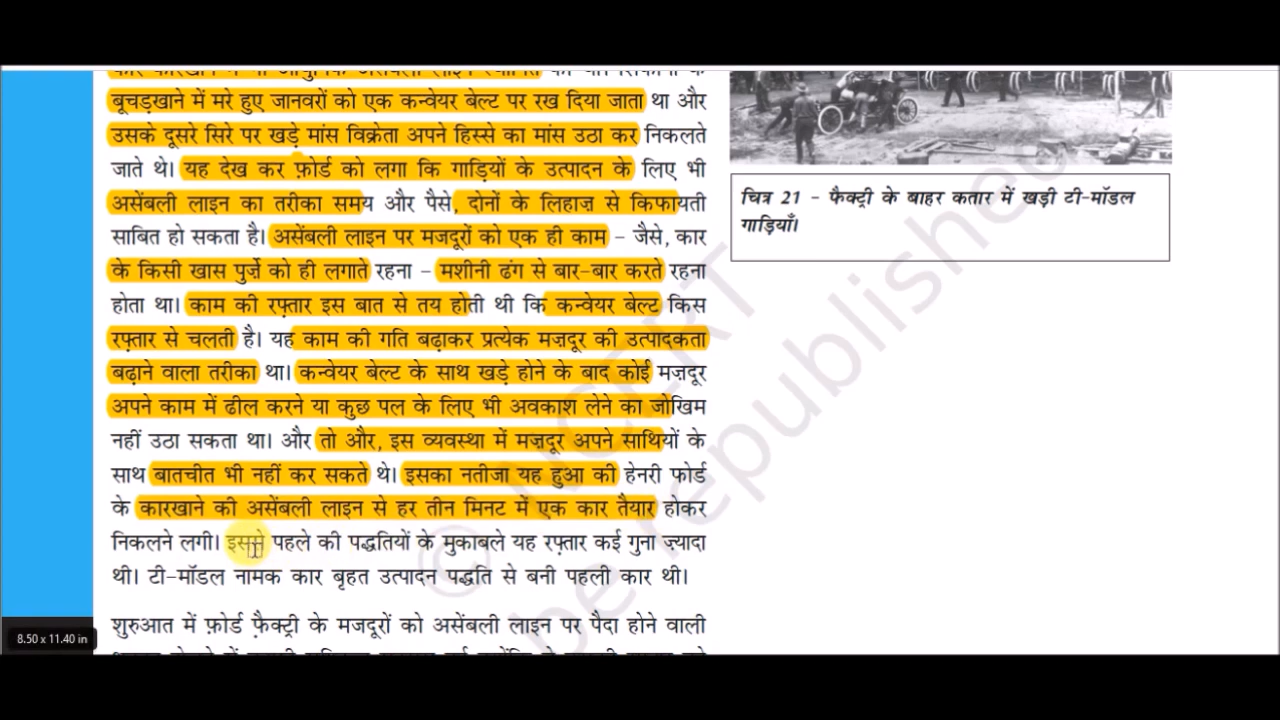 बूचड़खाने में मरे हुए जानवरों को एक कन्वेयर बेल्ट पर रख दिया जाता था और
उसके दूसरे सिरे पर खड़े मांस विक्रेता अपने हिस्से का मांस उठा कर निकलते
जाते थे। यह देख कर फ़ोर्ड को लगा कि गाड़ियों के उत्पादन के लिए भी
असेंबली लाइन का तरीका समय और पैसे, दोनों के लिहाज़ से किफायती
साबित हो सकता है। असेंबली लाइन पर मजदूरों को एक ही काम – जैसे, कार
के किसी खास पुर्जे को ही लगाते रहना – मशीनी ढंग से बार-बार करते रहना
होता था। काम की रफ़्तार इस बात से तय होती थी कि कन्वेयर बेल्ट किस
रफ़्तार से चलती है। यह काम की गति बढ़ाकर प्रत्येक मज़दूर की उत्पादकता
बढ़ाने वाला तरीका था। कन्वेयर बेल्ट के साथ खड़े होने के बाद कोई मज़दूर
अपने काम में ढील करने या कुछ पल के लिए भी अवकाश लेने का जोखिम
नहीं उठा सकता था। और तो और, इस व्यवस्था में मज़दूर अपने साथियों के
साथ बातचीत भी नहीं कर सकते थे। इसका नतीजा यह हुआ की हेनरी फोर्ड
के कारखाने की असेंबली लाइन से हर तीन मिनट में एक कार तैयार होकर
निकलने लगी। इससे पहले की पद्धतियों के मुकाबले यह रफ़्तार कई गुना ज़्यादा
थी। टी-मॉडल नामक कार बृहत उत्पादन पद्धति से बनी पहली कार थी।
शुरुआत में फ़ोर्ड फ़ैक्ट्री के मजदूरों को असेंबली लाइन पर पैदा होने वाली
चित्र 21 – फैक्ट्री के बाहर कतार में खड़ी टी-मॉडल
गाड़ियाँ।
© NCERT
be republished
8.50 x 11.40 in